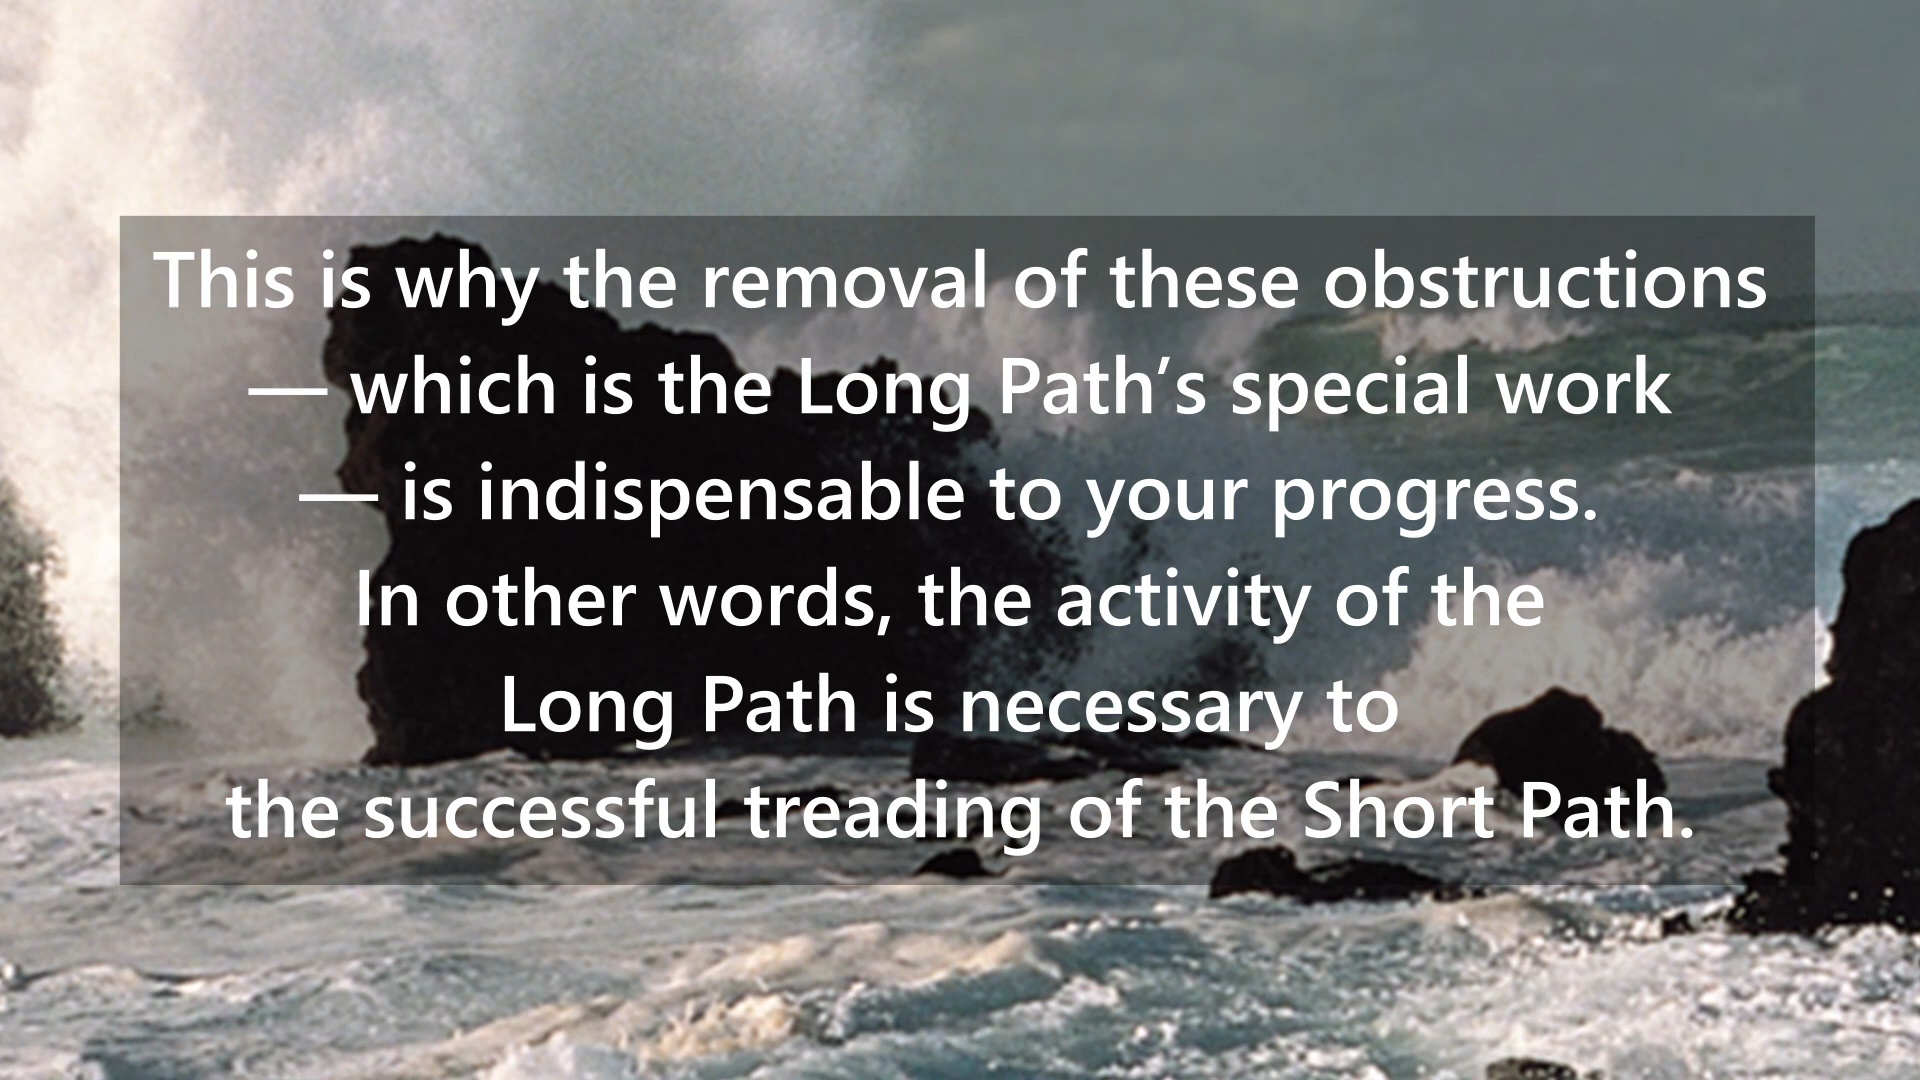 This is why the removal of these obstructions
— which is the Long Path’s special work
— is indispensable to your progress.
In other words, the activity of the
Long Path is necessary to
the successful treading of the Short Path.